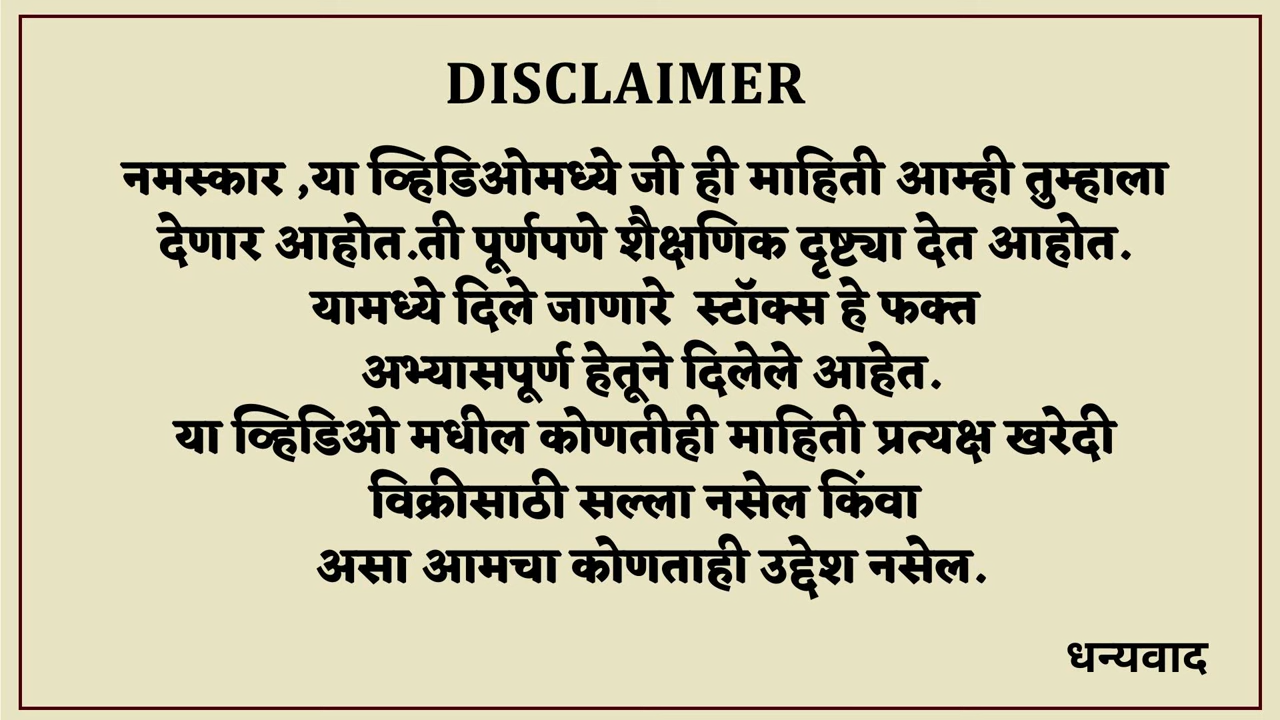 DISCLAIMER
नमस्कार ,या व्हिडिओमध्ये जी ही माहिती आम्ही तुम्हाला
देणार आहोत.ती पूर्णपणे शैक्षणिक दृष्ट्या देत आहोत.
यामध्ये दिले जाणारे  स्टॉक्स हे फक्त
अभ्यासपूर्ण हेतूने दिलेले आहेत.
या व्हिडिओ मधील कोणतीही माहिती प्रत्यक्ष खरेदी
विक्रीसाठी सल्ला नसेल किंवा
असा आमचा कोणताही उद्देश नसेल.
धन्यवाद